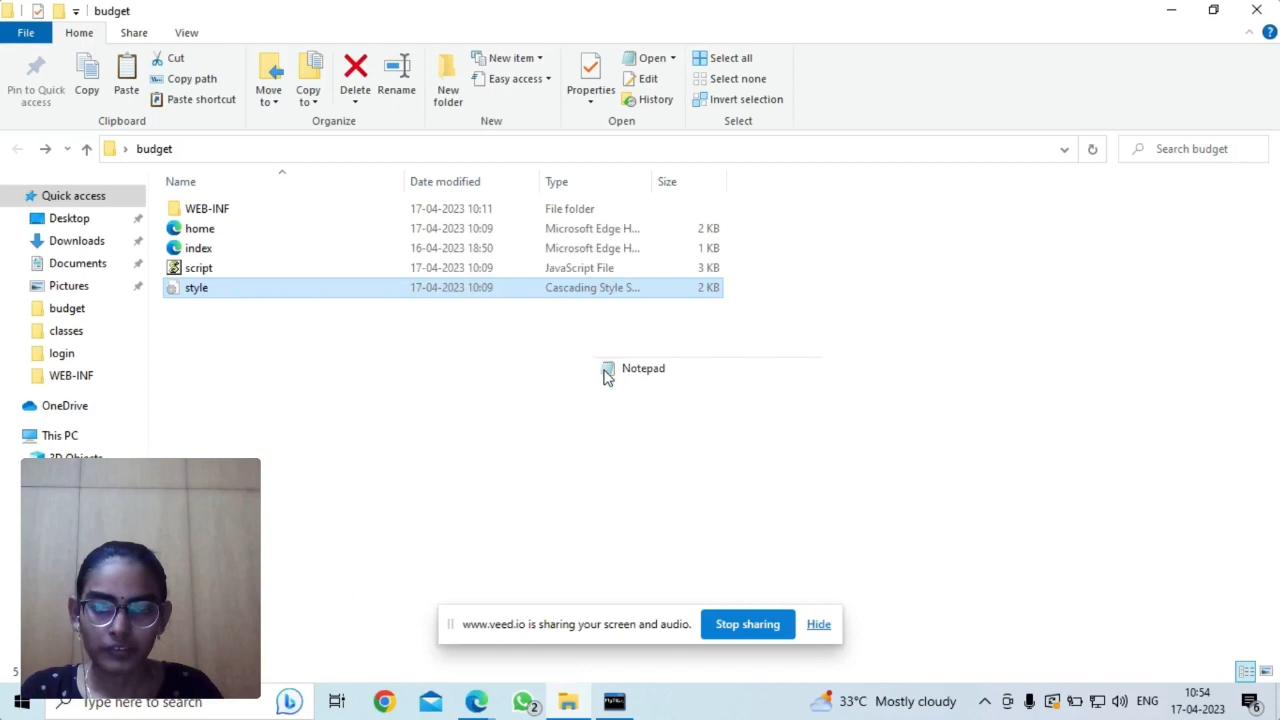 budget
File Home Share View
Pin to Quick access
Copy
Paste
Cut
Copy path
Paste shortcut
Clipboard
Move to
Copy to
Delete
Rename
Organize
New folder
New item
Easy access
New
Properties
Open
Edit
History
Open
Select all
Select none
Invert selection
Select
budget
Search budget
Name Date modified Type Size
WEB-INF 17-04-2023 10:11 File folder
home 17-04-2023 10:09 Microsoft Edge H... 2 KB
index 16-04-2023 18:50 Microsoft Edge H... 1 KB
script 17-04-2023 10:09 JavaScript File 3 KB
style 17-04-2023 10:09 Cascading Style S... 2 KB
Quick access
Desktop
Downloads
Documents
Pictures
budget
classes
login
WEB-INF
OneDrive
This PC
3D Objects
Notepad
www.veed.io is sharing your screen and audio. Stop sharing Hide
5
Type here to search
2
33°C Mostly cloudy
ENG
10:54
17-04-2023
6